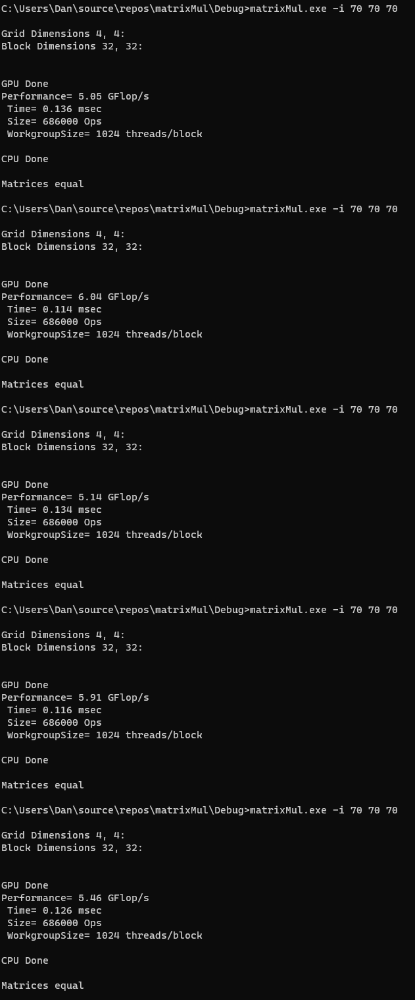 C:\Users\Dan\source\repos\matrixMul\Debug>matrixMul.exe -i 70 70 70
Grid Dimensions 4, 4:
Block Dimensions 32, 32:
GPU Done
Performance= 5.05 GFlop/s
Time= 0.136 msec
Size= 686000 Ops
WorkgroupSize= 1024 threads/block
CPU Done
Matrices equal
C:\Users\Dan\source\repos\matrixMul\Debug>matrixMul.exe -i 70 70 70
Grid Dimensions 4, 4:
Block Dimensions 32, 32:
GPU Done
Performance= 6.04 GFlop/s
Time= 0.114 msec
Size= 686000 Ops
WorkgroupSize= 1024 threads/block
CPU Done
Matrices equal
C:\Users\Dan\source\repos\matrixMul\Debug>matrixMul.exe -i 70 70 70
Grid Dimensions 4, 4:
Block Dimensions 32, 32:
GPU Done
Performance= 5.14 GFlop/s
Time= 0.134 msec
Size= 686000 Ops
WorkgroupSize= 1024 threads/block
CPU Done
Matrices equal
C:\Users\Dan\source\repos\matrixMul\Debug>matrixMul.exe -i 70 70 70
Grid Dimensions 4, 4:
Block Dimensions 32, 32:
GPU Done
Performance= 5.91 GFlop/s
Time= 0.116 msec
Size= 686000 Ops
WorkgroupSize= 1024 threads/block
CPU Done
Matrices equal
C:\Users\Dan\source\repos\matrixMul\Debug>matrixMul.exe -i 70 70 70
Grid Dimensions 4, 4:
Block Dimensions 32, 32:
GPU Done
Performance= 5.46 GFlop/s
Time= 0.126 msec
Size= 686000 Ops
WorkgroupSize= 1024 threads/block
CPU Done
Matrices equal